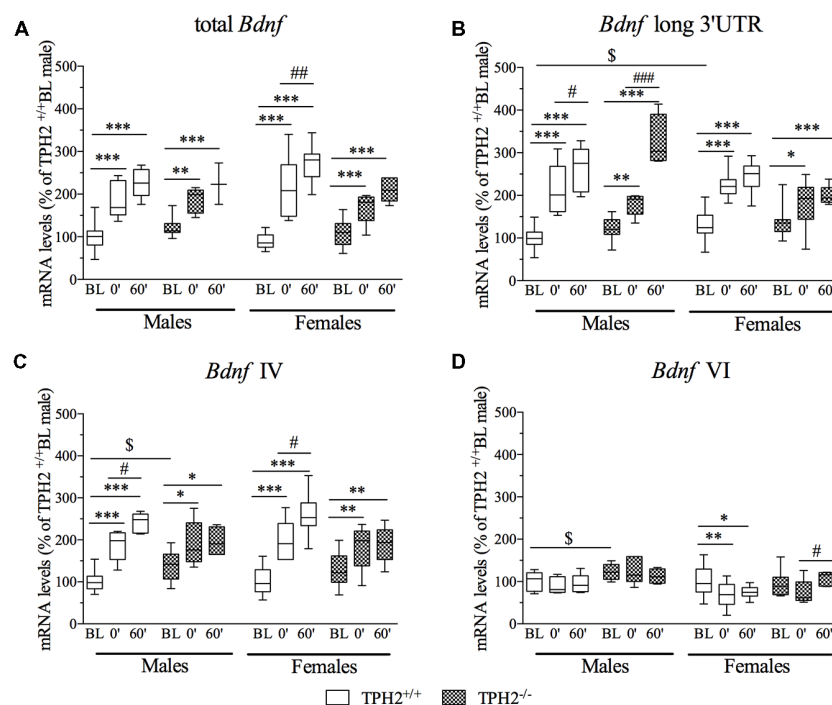 A
total Bdnf
mRNA levels (% of TPH2 +/+BL male)
500
400
300
200
100
0
***
***
***
**
***
***
##
***
***
BL 0' 60' BL 0' 60' BL 0' 60' BL 0' 60'
Males Females
B
Bdnf long 3'UTR
mRNA levels (% of TPH2 +/+BL male)
500
400
300
200
100
0
$
#
***
***
###
***
**
***
***
***
*
BL 0' 60' BL 0' 60' BL 0' 60' BL 0' 60'
Males Females
C
Bdnf IV
mRNA levels (% of TPH2 +/+BL male)
500
400
300
200
100
0
$
#
***
***
*
*
#
***
***
**
**
BL 0' 60' BL 0' 60' BL 0' 60' BL 0' 60'
Males Females
D
Bdnf VI
mRNA levels (% of TPH2 +/+BL male)
500
400
300
200
100
0
$
*
**
#
BL 0' 60' BL 0' 60' BL 0' 60' BL 0' 60'
Males Females
TPH2+/+ TPH2-/-